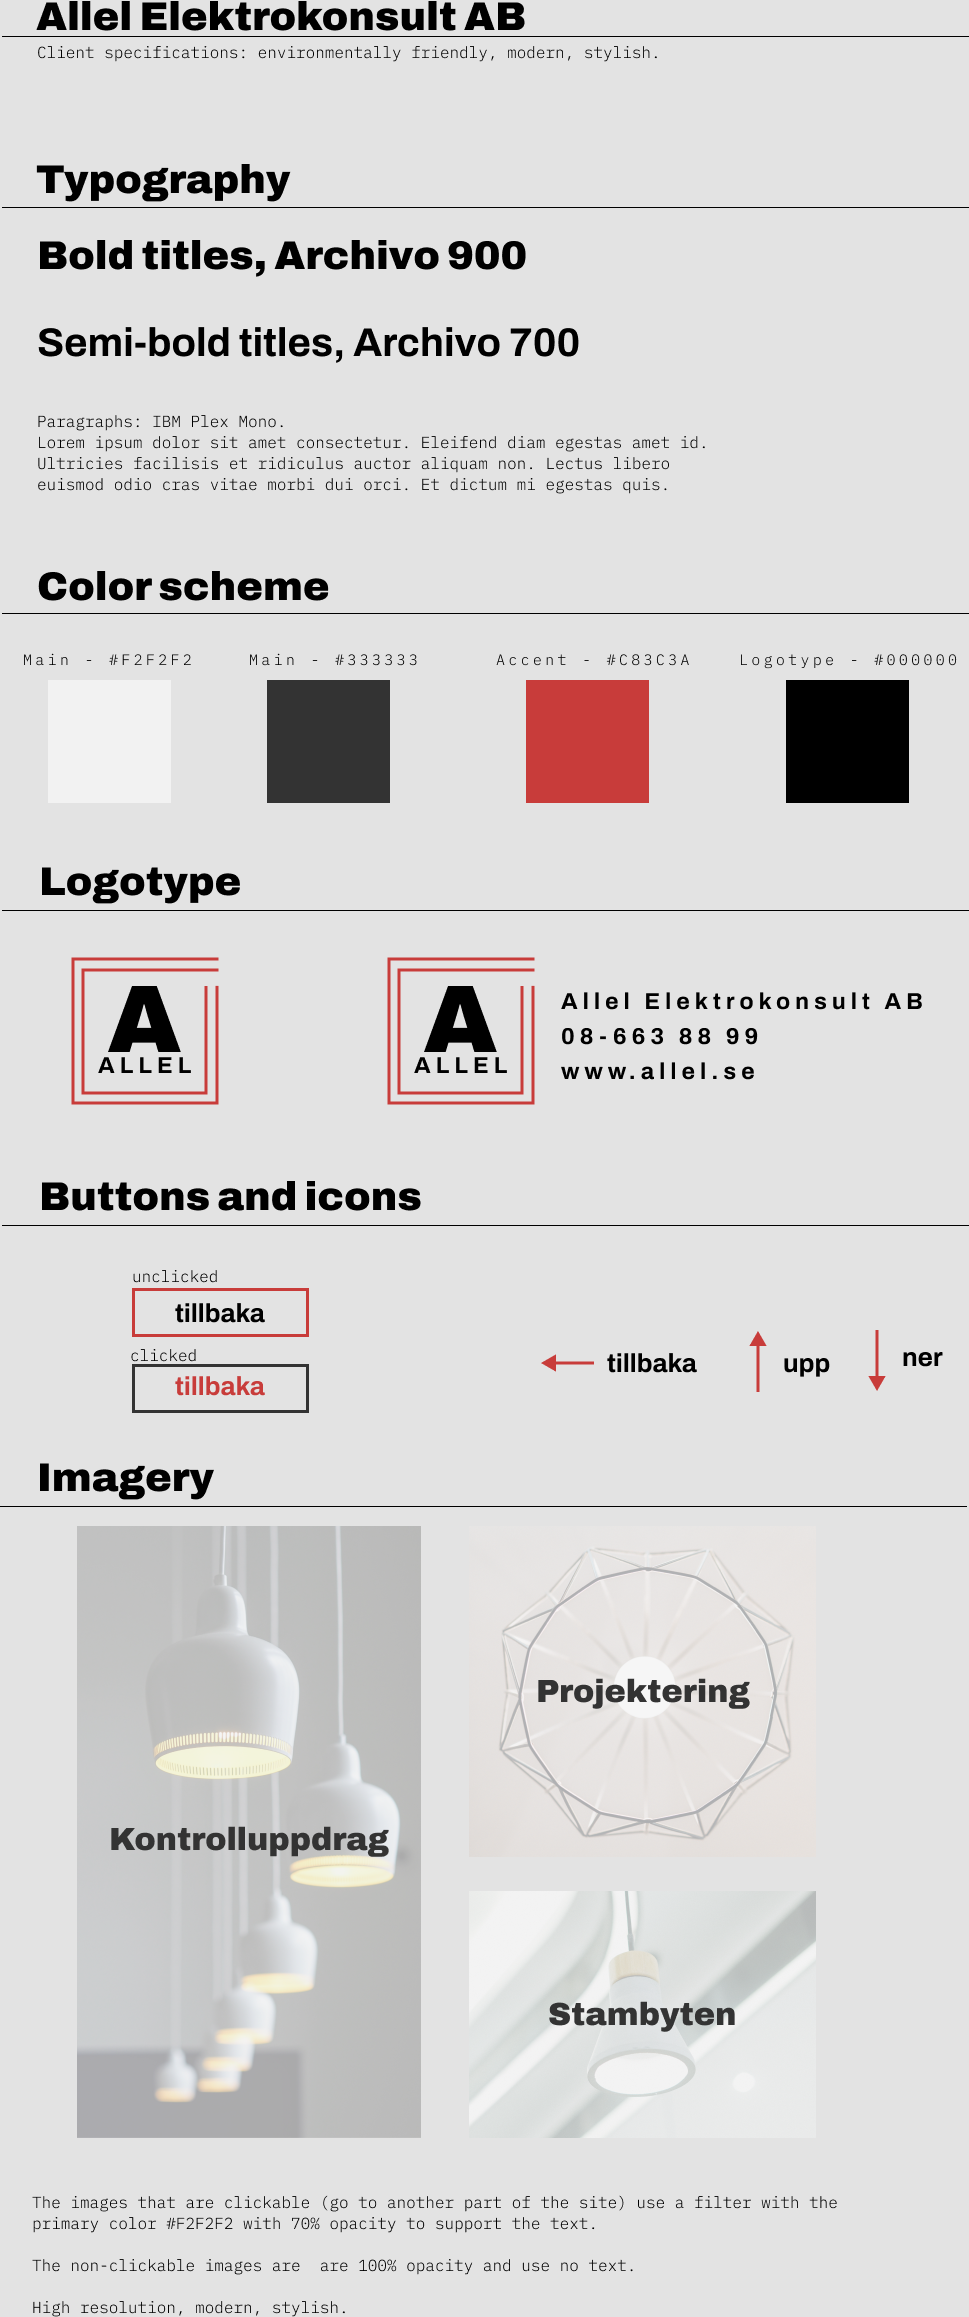 Allel Elektrokonsult AB
Client specifications: environmentally friendly, modern, stylish.
Typography
Bold titles, Archivo 900
Semi-bold titles, Archivo 700
Paragraphs: IBM Plex Mono.
Lorem ipsum dolor sit amet consectetur. Eleifend diam egestas amet id.
Ultricies facilisis et ridiculus auctor aliquam non. Lectus libero
euismod odio cras vitae morbi dui orci. Et dictum mi egestas quis.
Color scheme
Main - #F2F2F2
Main - #333333
Accent - #C83C3A
Logotype - #000000
Logotype
A
ALLEL
A
ALLEL
Allel Elektrokonsult AB
08-663 88 99
www.allel.se
Buttons and icons
unclicked
tillbaka
clicked
tillbaka
tillbaka
upp
ner
Imagery
Kontrolluppdrag
Projektering
Stambyten
The images that are clickable (go to another part of the site) use a filter with the
primary color #F2F2F2 with 70% opacity to support the text.
The non-clickable images are  are 100% opacity and use no text.
High resolution, modern, stylish.